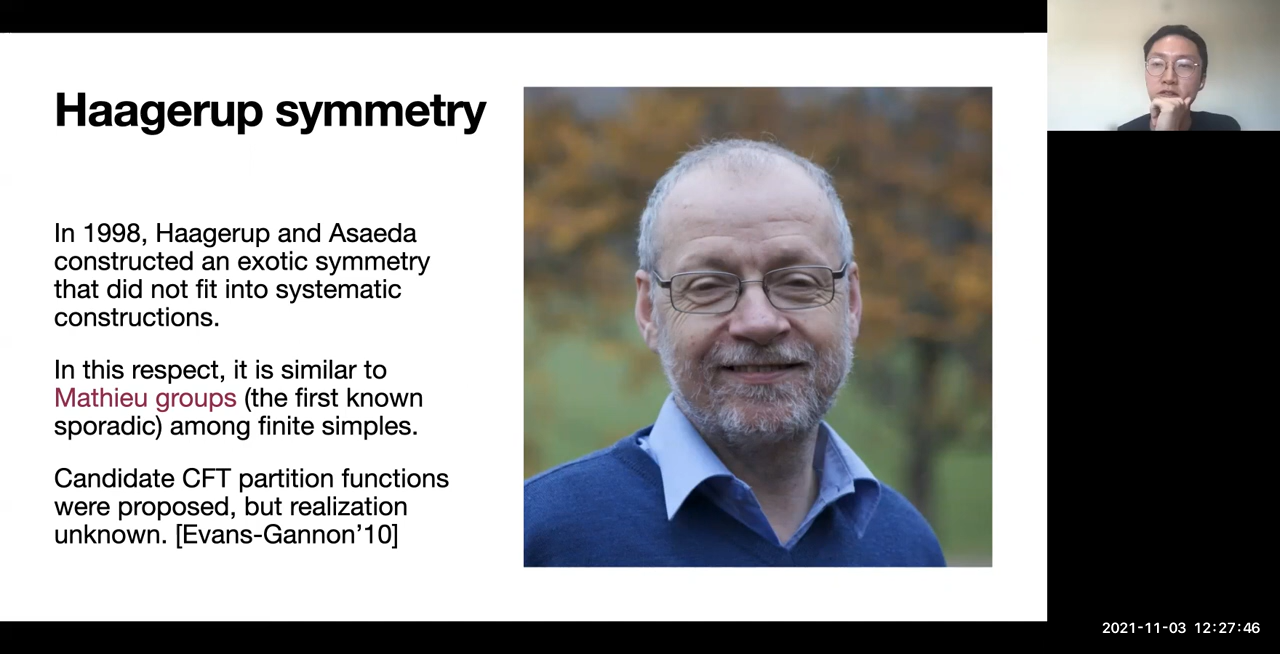 Haagerup symmetry
In 1998, Haagerup and Asaeda
constructed an exotic symmetry
that did not fit into systematic
constructions.
In this respect, it is similar to
Mathieu groups (the first known
sporadic) among finite simples.
Candidate CFT partition functions
were proposed, but realization
unknown. [Evans-Gannon’10]
2021-11-03 12:27:46